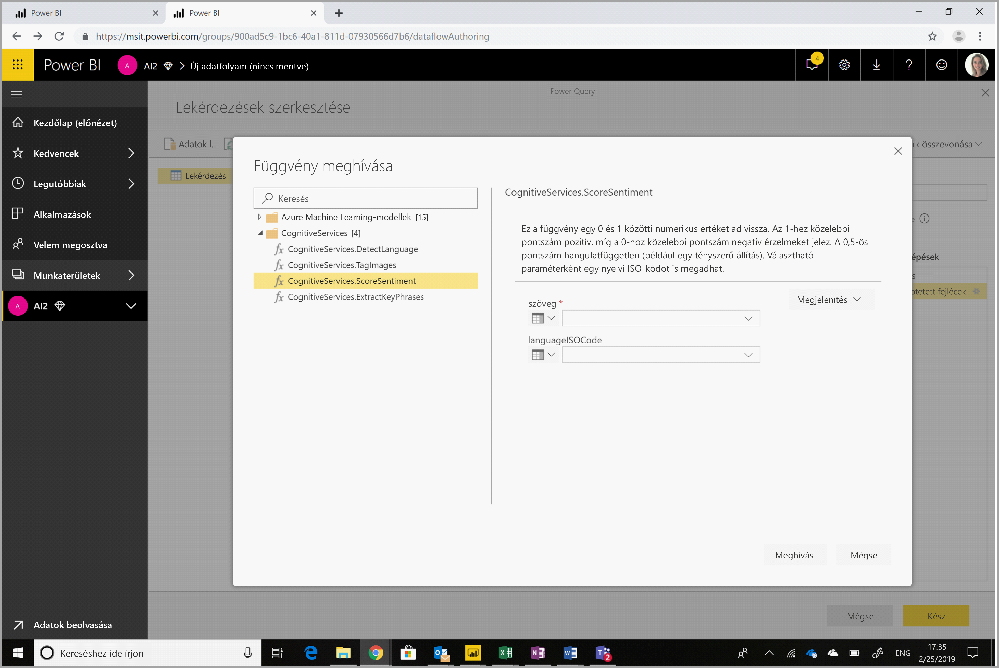 Power BI
Power BI
https://msit.powerbi.com/groups/900ad5c9-1bc6-40a1-811d-07930566d7b6/dataflowAuthoring
Power BI
A
AI2
Új adatfolyam (nincs mentve)
4
Power Query
Lekérdezések szerkesztése
Kezdőlap (előnézet)
Kedvencek
Legutóbbiak
Alkalmazások
Velem megosztva
Munkaterületek
A
AI2
Adatok beolvasása
Adatok l...
ák összevonása
Lekérdezés
Függvény meghívása
Keresés
Azure Machine Learning-modellek [15]
CognitiveServices [4]
fx CognitiveServices.DetectLanguage
fx CognitiveServices.TagImages
fx CognitiveServices.ScoreSentiment
fx CognitiveServices.ExtractKeyPhrases
CognitiveServices.ScoreSentiment
Ez a függvény egy 0 és 1 közötti numerikus értéket ad vissza. Az 1-hez közelebbi
pontszám pozitív, míg a 0-hoz közelebbi pontszám negatív érzelmeket jelez. A 0,5-ös
pontszám hangulatfüggetlen (például egy tényszerű állítás). Választható
paraméterként egy nyelvi ISO-kódot is megadhat.
Megjelenítés
szöveg *
languageISOCode
Meghívás
Mégse
e
épések
s
ptetett fejlécek
Mégse
Kész
Kereséshez ide írjon
2
ENG
17:35
2/25/2019